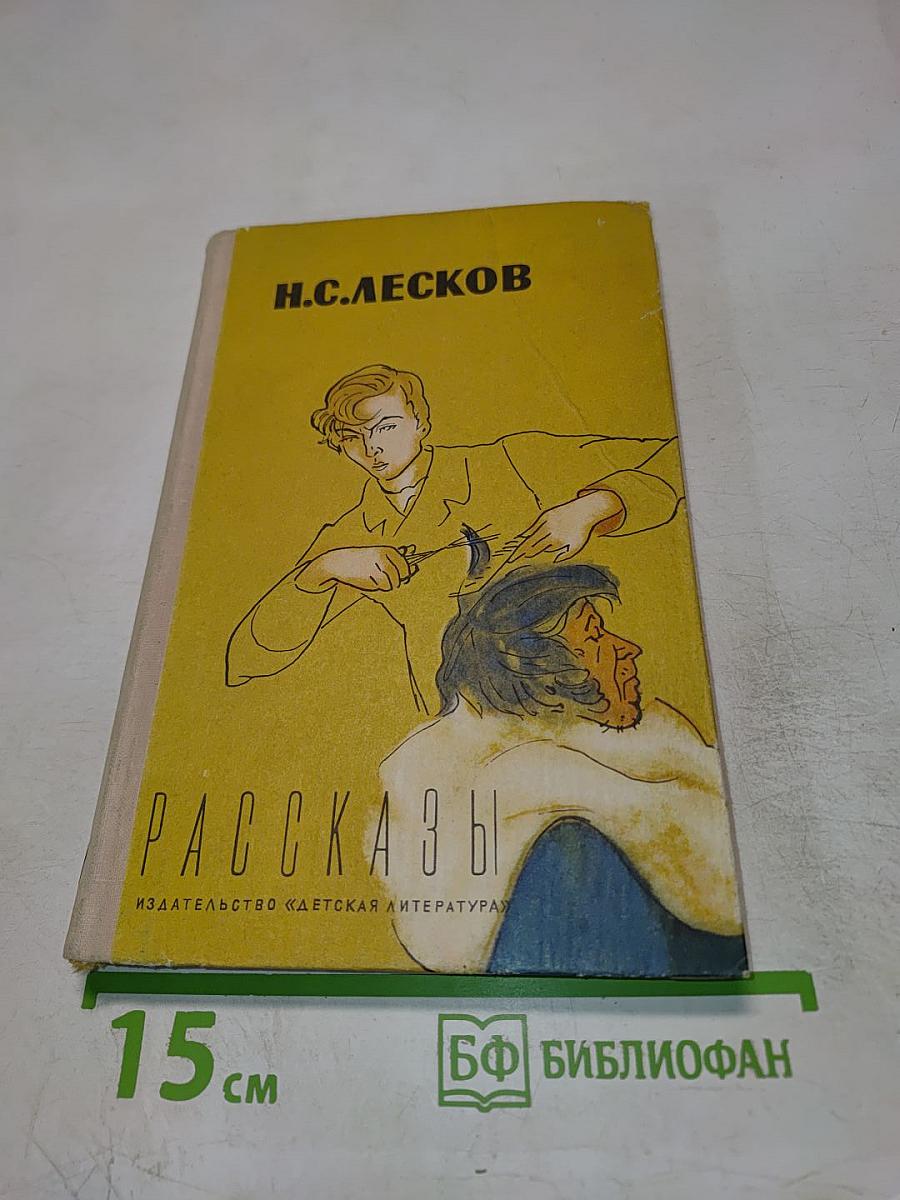 Н.С.ЛЕСКОВ
РАССКАЗЫ
ИЗДАТЕЛЬСТВО «ДЕТСКАЯ ЛИТЕРАТУРА»
15 см
БФ БИБЛИОФАН